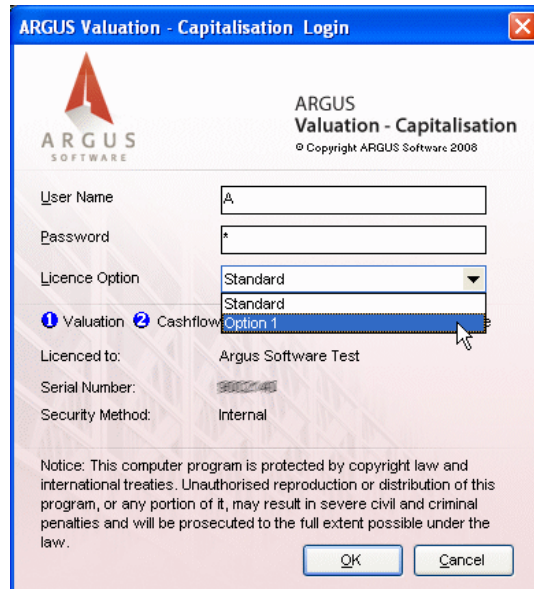 ARGUS Valuation - Capitalisation Login
ARGUS
SOFTWARE
ARGUS
Valuation - Capitalisation
© Copyright ARGUS Software 2008
User Name A
Password *
Licence Option Standard
Standard
Option 1
1 Valuation 2 Cashflow
Licenced to: Argus Software Test
Serial Number:
Security Method: Internal
Notice: This computer program is protected by copyright law and
international treaties. Unauthorised reproduction or distribution of this
program, or any portion of it, may result in severe civil and criminal
penalties and will be prosecuted to the full extent possible under the
law.
OK Cancel